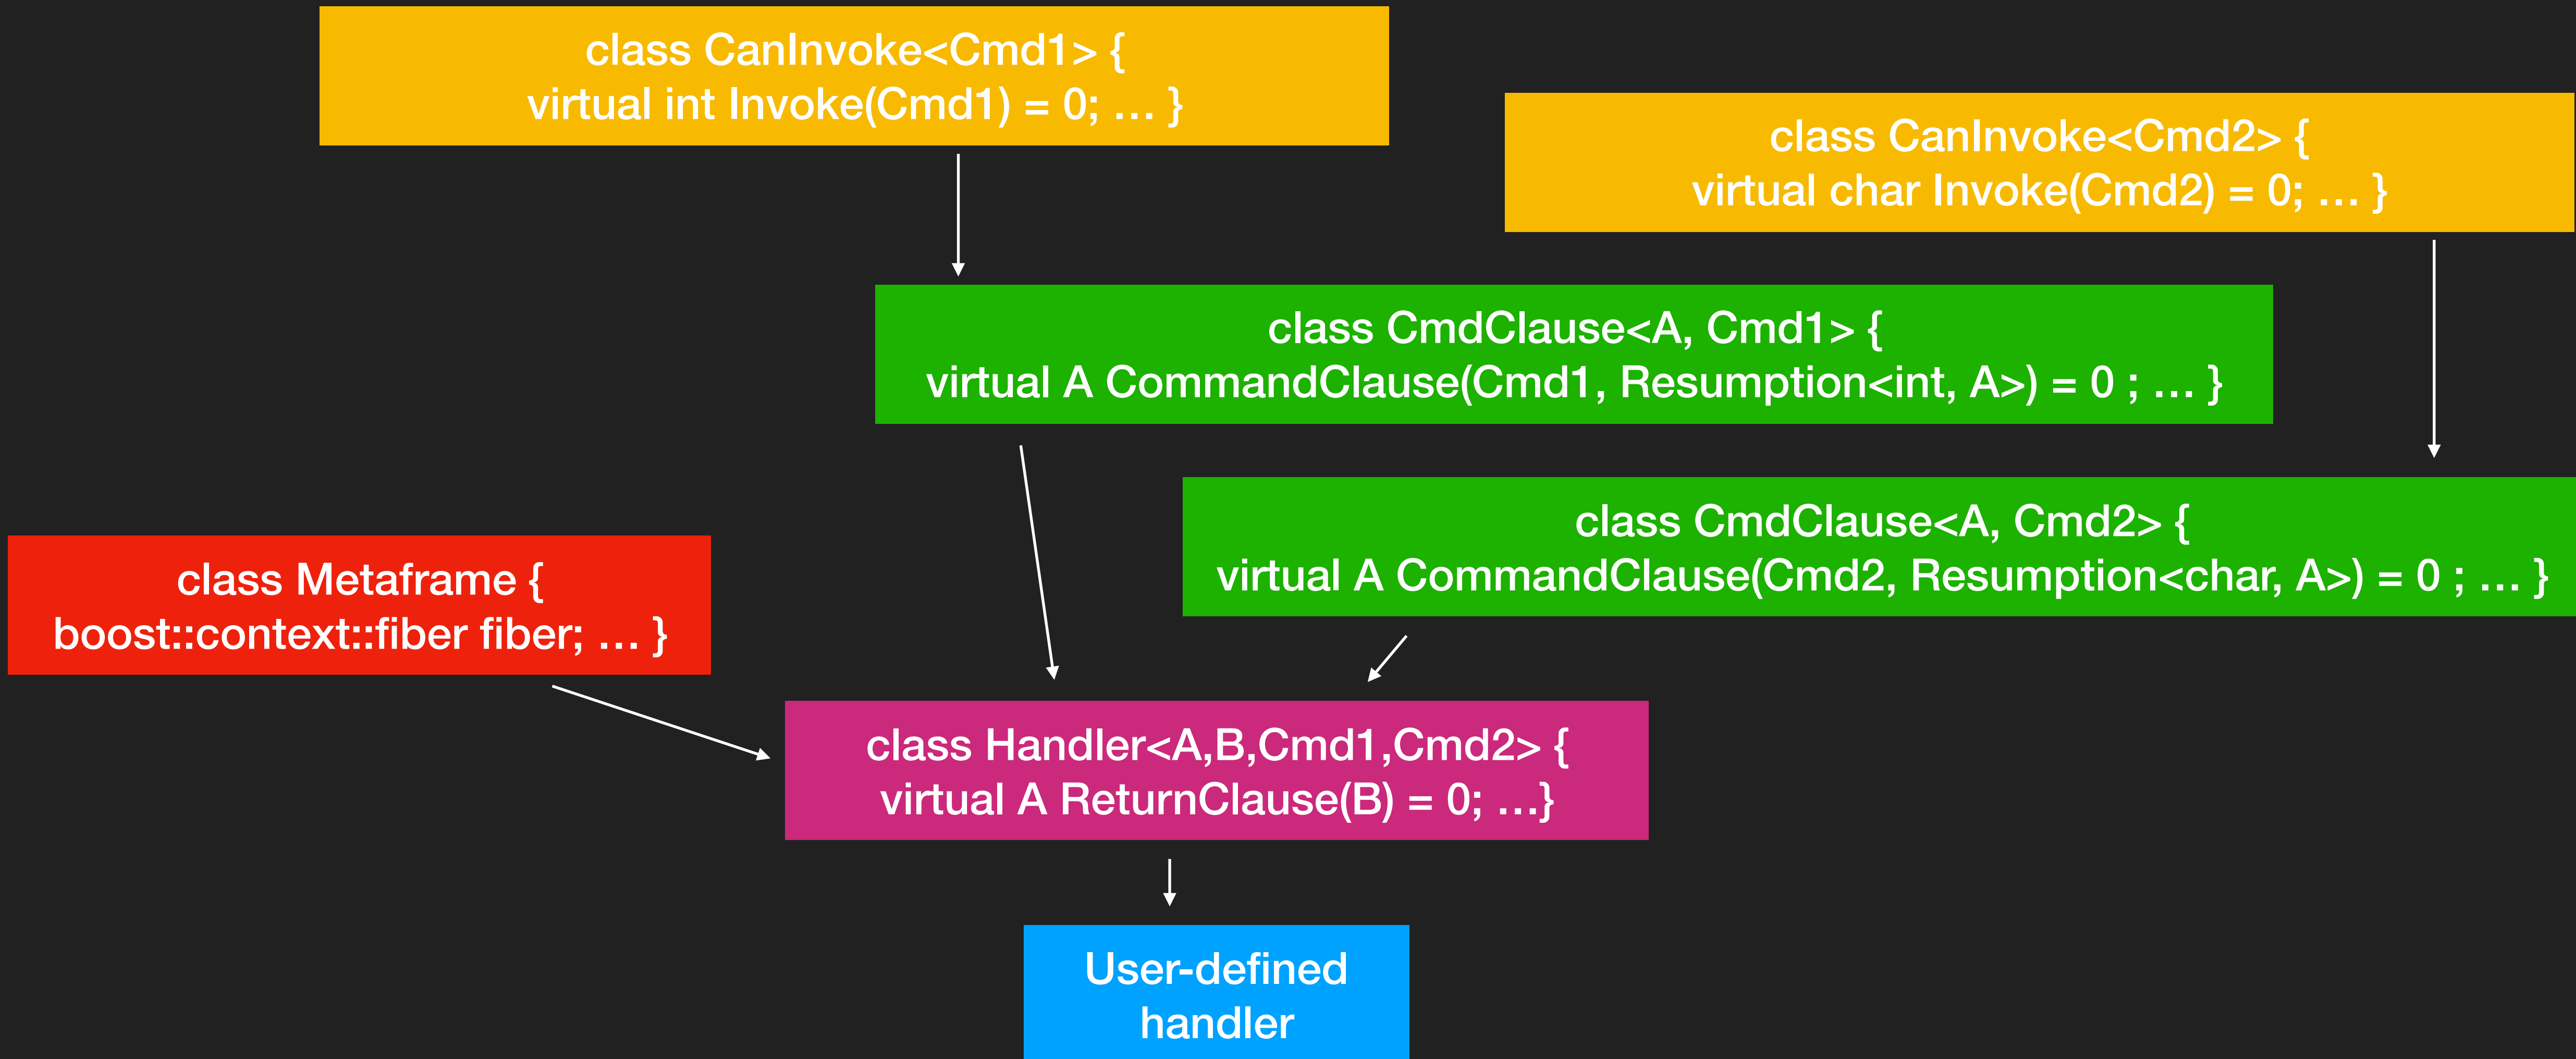 class CanInvoke<Cmd1> {
virtual int Invoke(Cmd1) = 0; … }
class CanInvoke<Cmd2> {
virtual char Invoke(Cmd2) = 0; … }
class CmdClause<A, Cmd1> {
virtual A CommandClause(Cmd1, Resumption<int, A>) = 0 ; … }
class CmdClause<A, Cmd2> {
virtual A CommandClause(Cmd2, Resumption<char, A>) = 0 ; … }
class Metaframe {
boost::context::fiber fiber; … }
class Handler<A,B,Cmd1,Cmd2> {
virtual A ReturnClause(B) = 0; …}
User-defined
handler